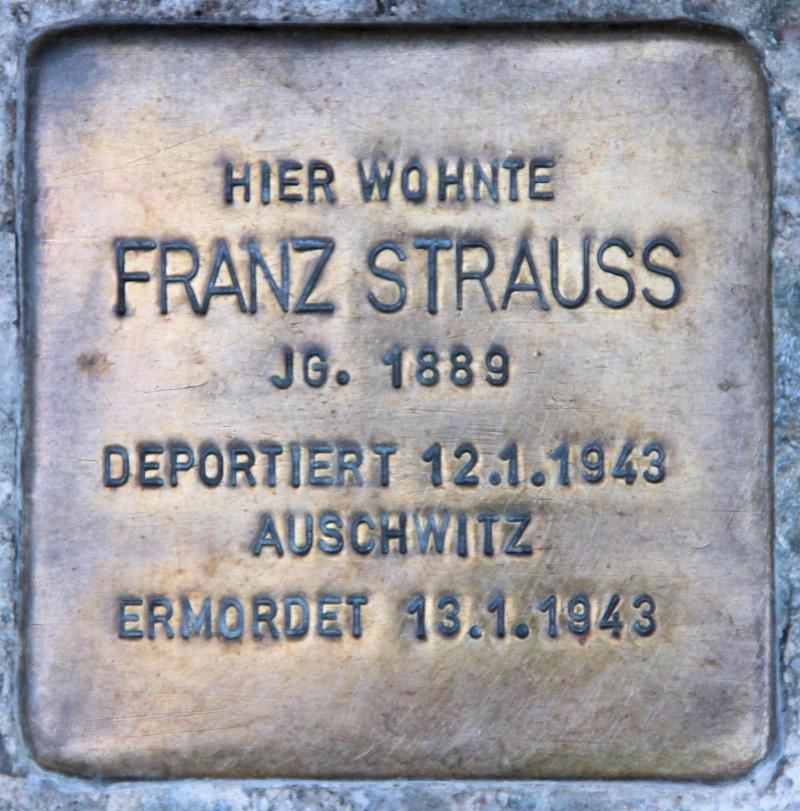 HIER WOHNTE
FRANZ STRAUSS
JG. 1889
DEPORTIERT 12.1.1943
AUSCHWITZ
ERMORDET 13.1.1943